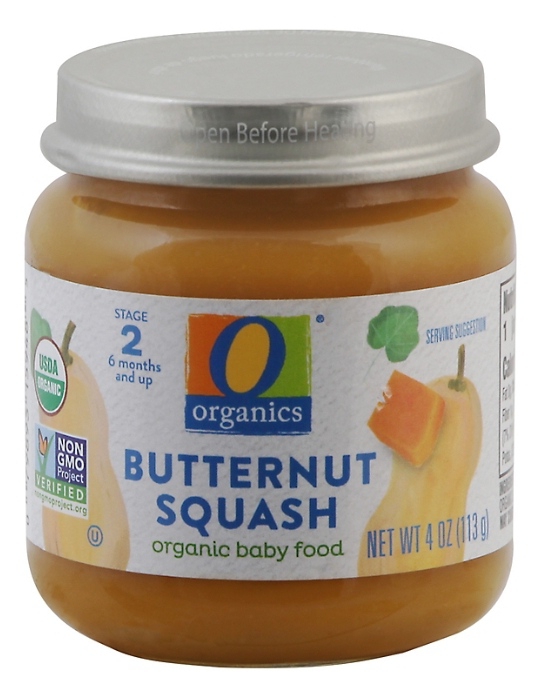 Open Before Heating
STAGE
2
6 months
and up
O
®
organics
SERVING SUGGESTION
USDA
ORGANIC
NON
GMO
Project
VERIFIED
nongmoproject.org
U
BUTTERNUT
SQUASH
organic baby food
NET WT 4 OZ (113 g)